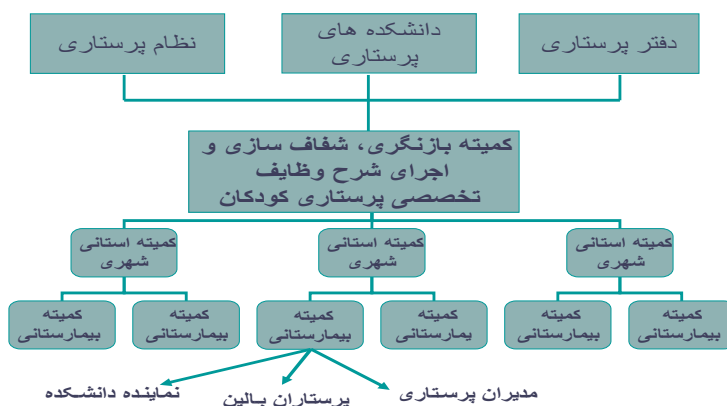 دفتر پرستاری
دانشکده های
پرستاری
نظام پرستاری
کمیته بازنگری، شفاف سازی و
اجرای شرح وظایف
تخصصی پرستاری کودکان
کمیته استانی
شهری
کمیته استانی
شهری
کمیته استانی
شهری
کمیته
بیمارستانی
کمیته
بیمارستانی
کمیته
یمارستانی
کمیته
بیمارستانی
کمیته
بیمارستانی
کمیته
بیمارستانی
مدیران پرستاری
پرستاران بالین
نماینده دانشکده